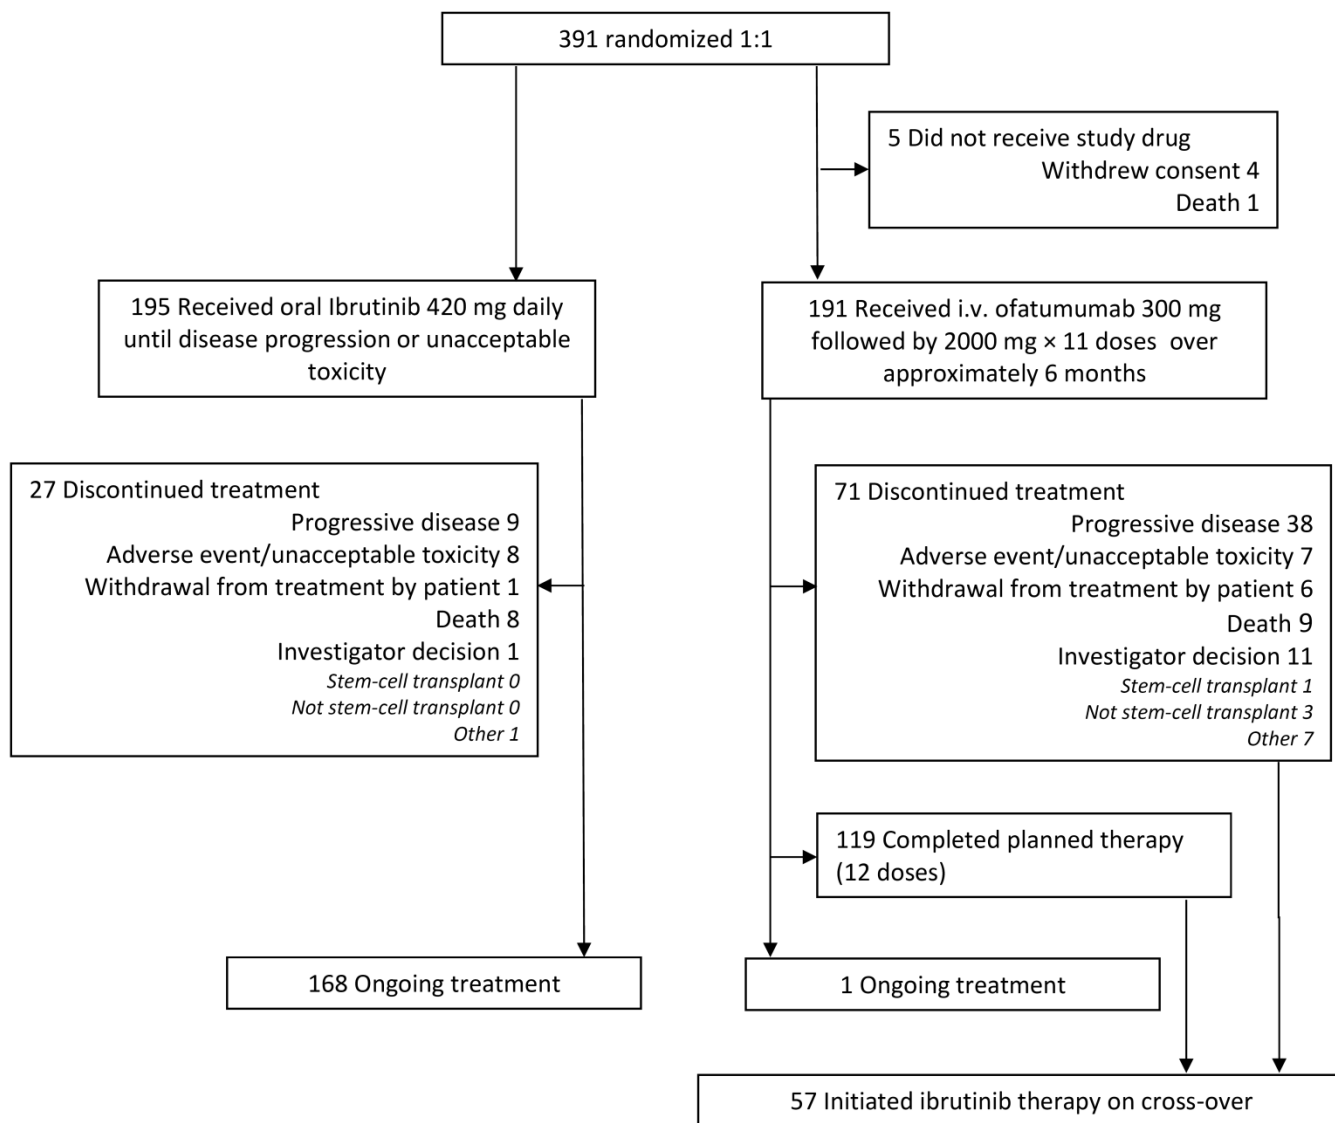 391 randomized 1:1
5 Did not receive study drug
Withdrew consent 4
Death 1
195 Received oral Ibrutinib 420 mg daily
until disease progression or unacceptable
toxicity
191 Received i.v. ofatumumab 300 mg
followed by 2000 mg × 11 doses over
approximately 6 months
27 Discontinued treatment
Progressive disease 9
Adverse event/unacceptable toxicity 8
Withdrawal from treatment by patient 1
Death 8
Investigator decision 1
Stem-cell transplant 0
Not stem-cell transplant 0
Other 1
71 Discontinued treatment
Progressive disease 38
Adverse event/unacceptable toxicity 7
Withdrawal from treatment by patient 6
Death 9
Investigator decision 11
Stem-cell transplant 1
Not stem-cell transplant 3
Other 7
119 Completed planned therapy
(12 doses)
168 Ongoing treatment
1 Ongoing treatment
57 Initiated ibrutinib therapy on cross-over